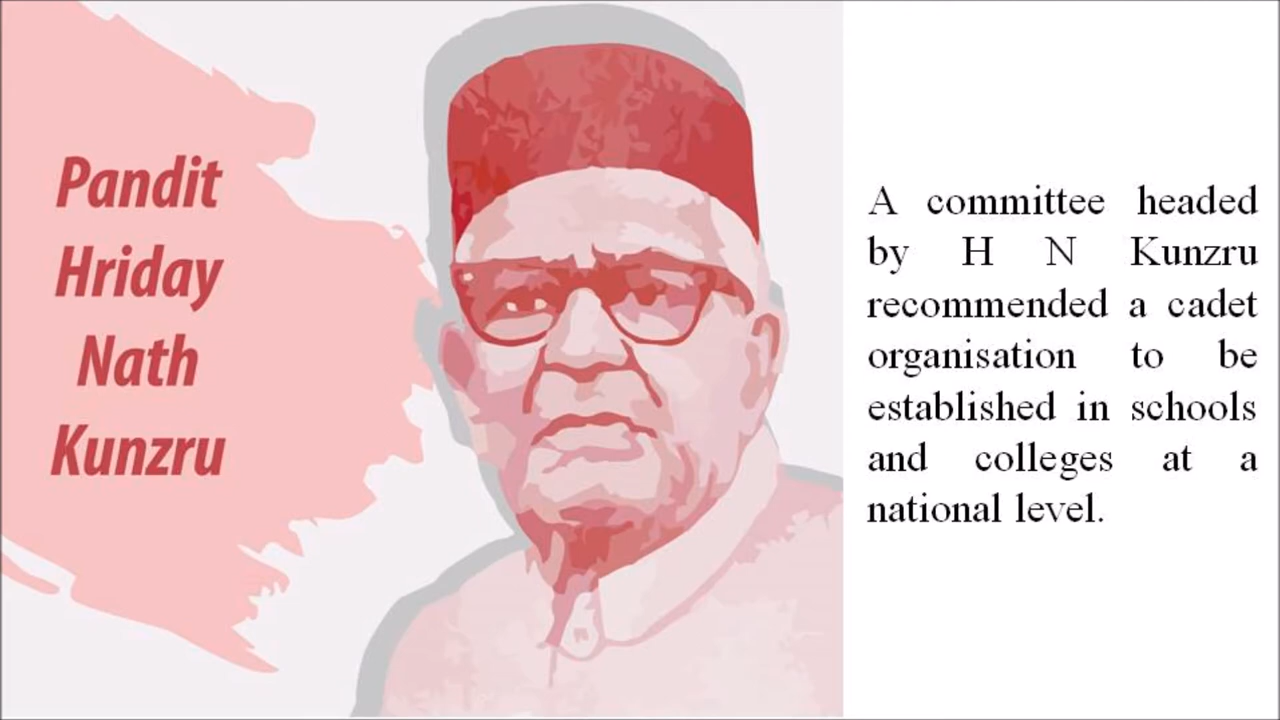 Pandit
Hriday
Nath
Kunzru
A committee headed
by H N Kunzru
recommended a cadet
organisation to be
established in schools
and colleges at a
national level.